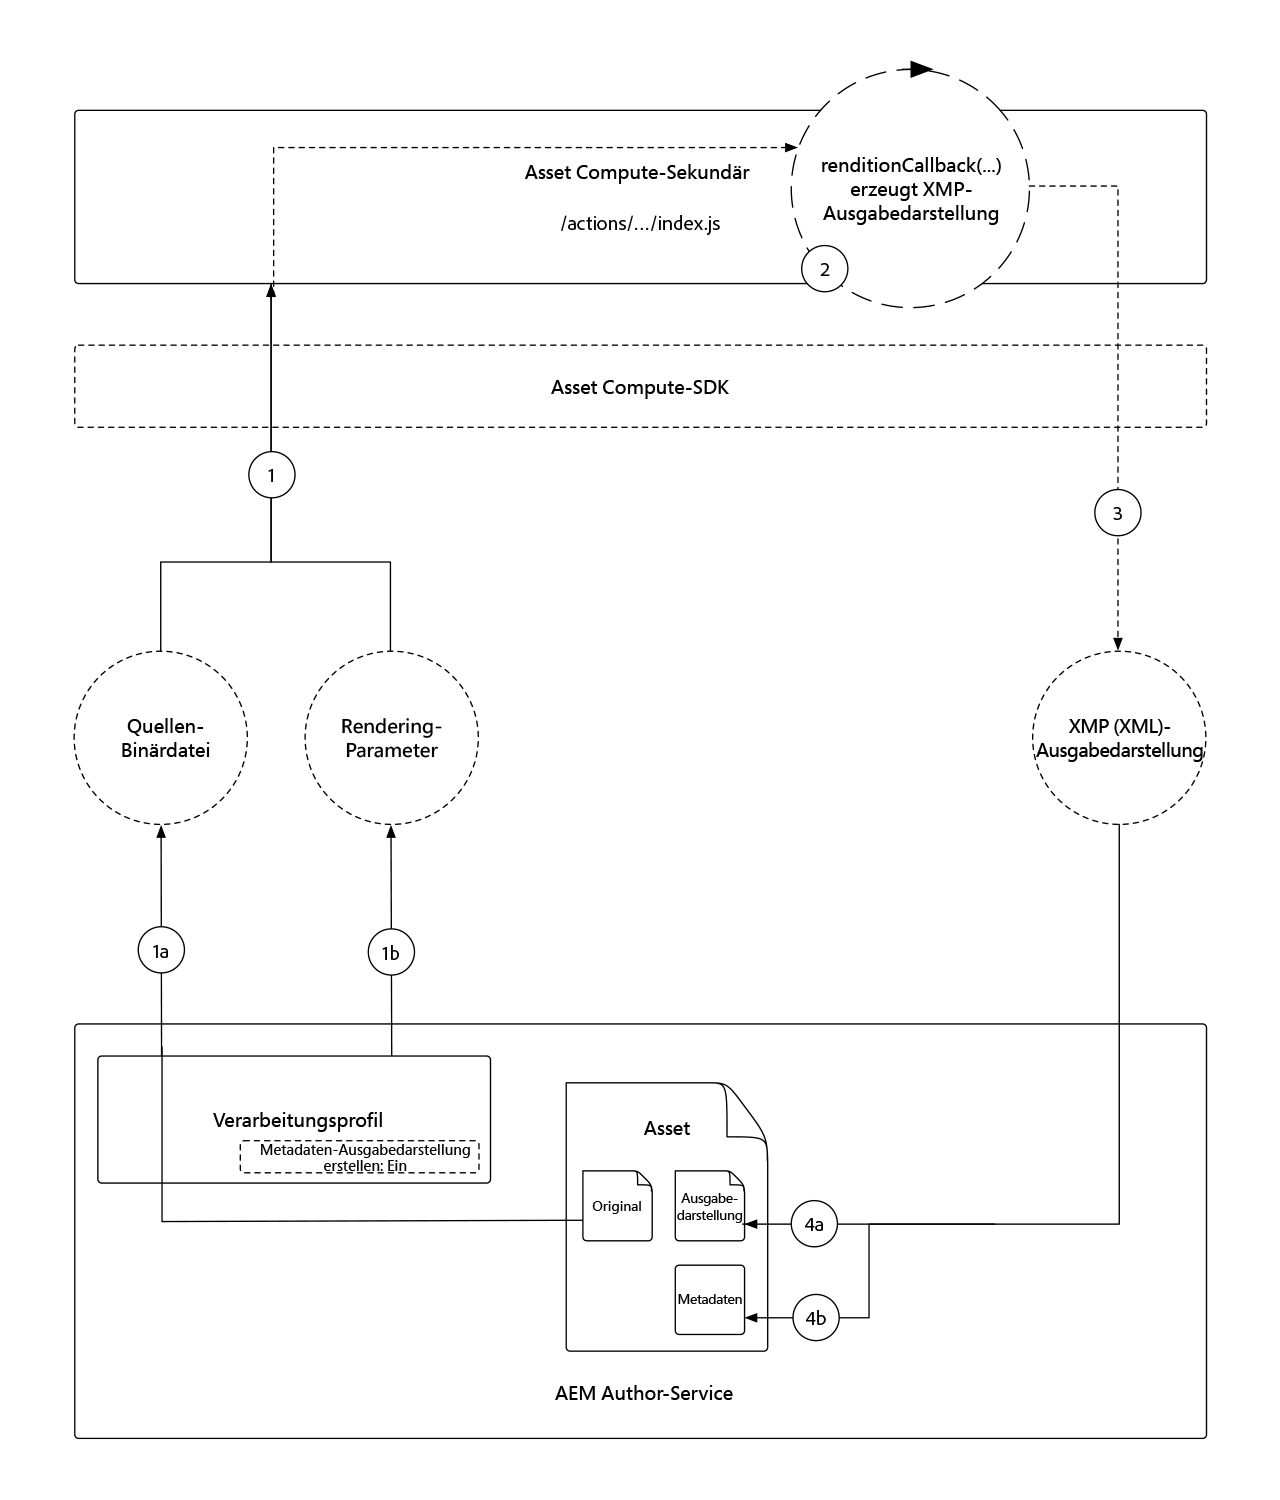 renditionCallback(...)
erzeugt XMP-
Ausgabedarstellung
Asset Compute-Sekundär
/actions/.../index.js
2
Asset Compute-SDK
1
3
Quellen-
Binärdatei
Rendering-
Parameter
XMP (XML)-
Ausgabedarstellung
1a
1b
Verarbeitungsprofil
Metadaten-Ausgabedarstellung
erstellen: Ein
Asset
Original
Ausgabe-
darstellung
4a
Metadaten
4b
AEM Author-Service